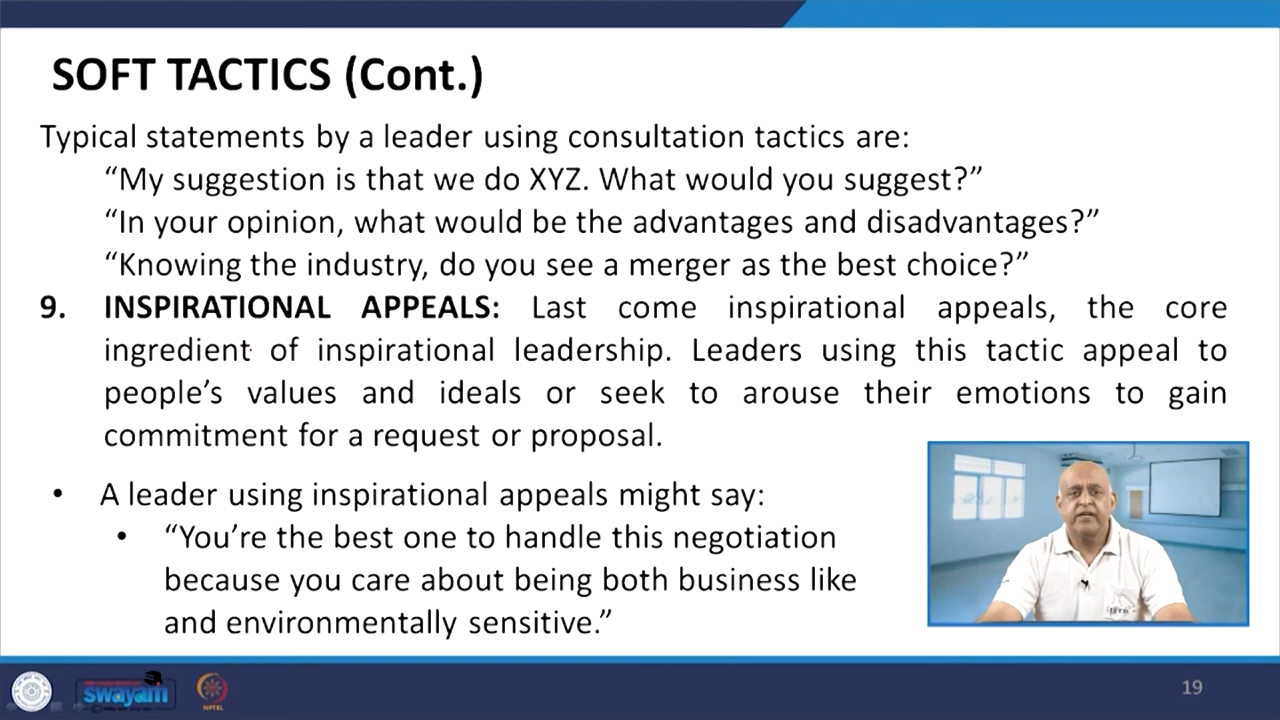 SOFT TACTICS (Cont.)
Typical statements by a leader using consultation tactics are:
“My suggestion is that we do XYZ. What would you suggest?”
“In your opinion, what would be the advantages and disadvantages?”
“Knowing the industry, do you see a merger as the best choice?”
9. INSPIRATIONAL APPEALS: Last come inspirational appeals, the core
ingredient of inspirational leadership. Leaders using this tactic appeal to
people’s values and ideals or seek to arouse their emotions to gain
commitment for a request or proposal.
• A leader using inspirational appeals might say:
• “You’re the best one to handle this negotiation
because you care about being both business like
and environmentally sensitive.”
swayam
NPTEL
19